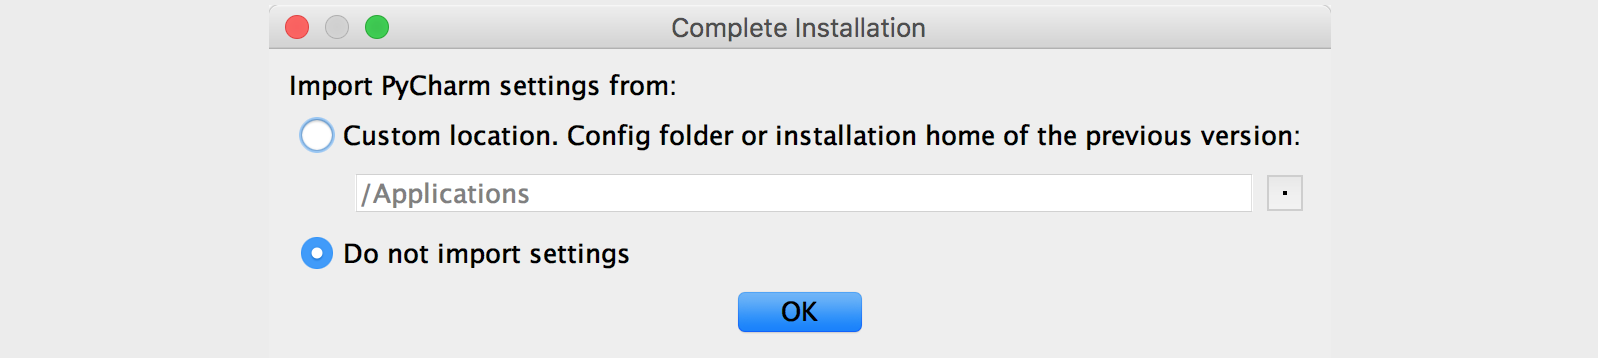 Complete Installation
Import PyCharm settings from:
Custom location. Config folder or installation home of the previous version:
/Applications
Do not import settings
OK